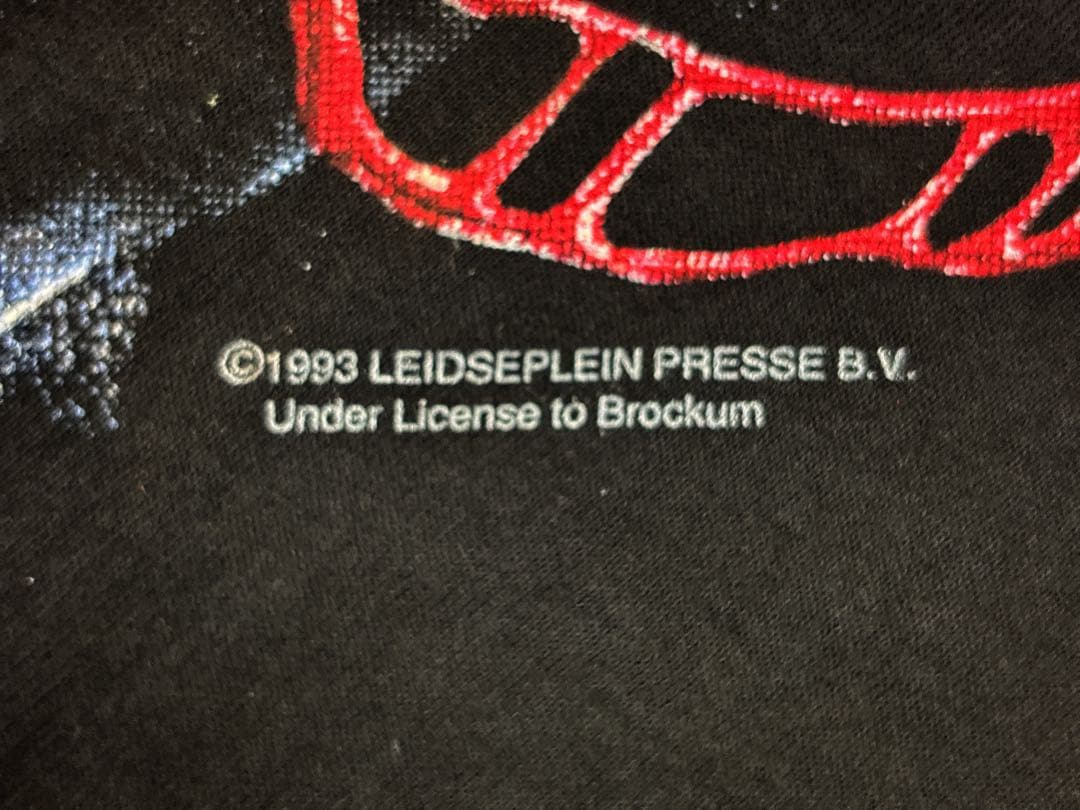 ©1993 LEIDSEPLEIN PRESSE B.V.
Under License to Brockum